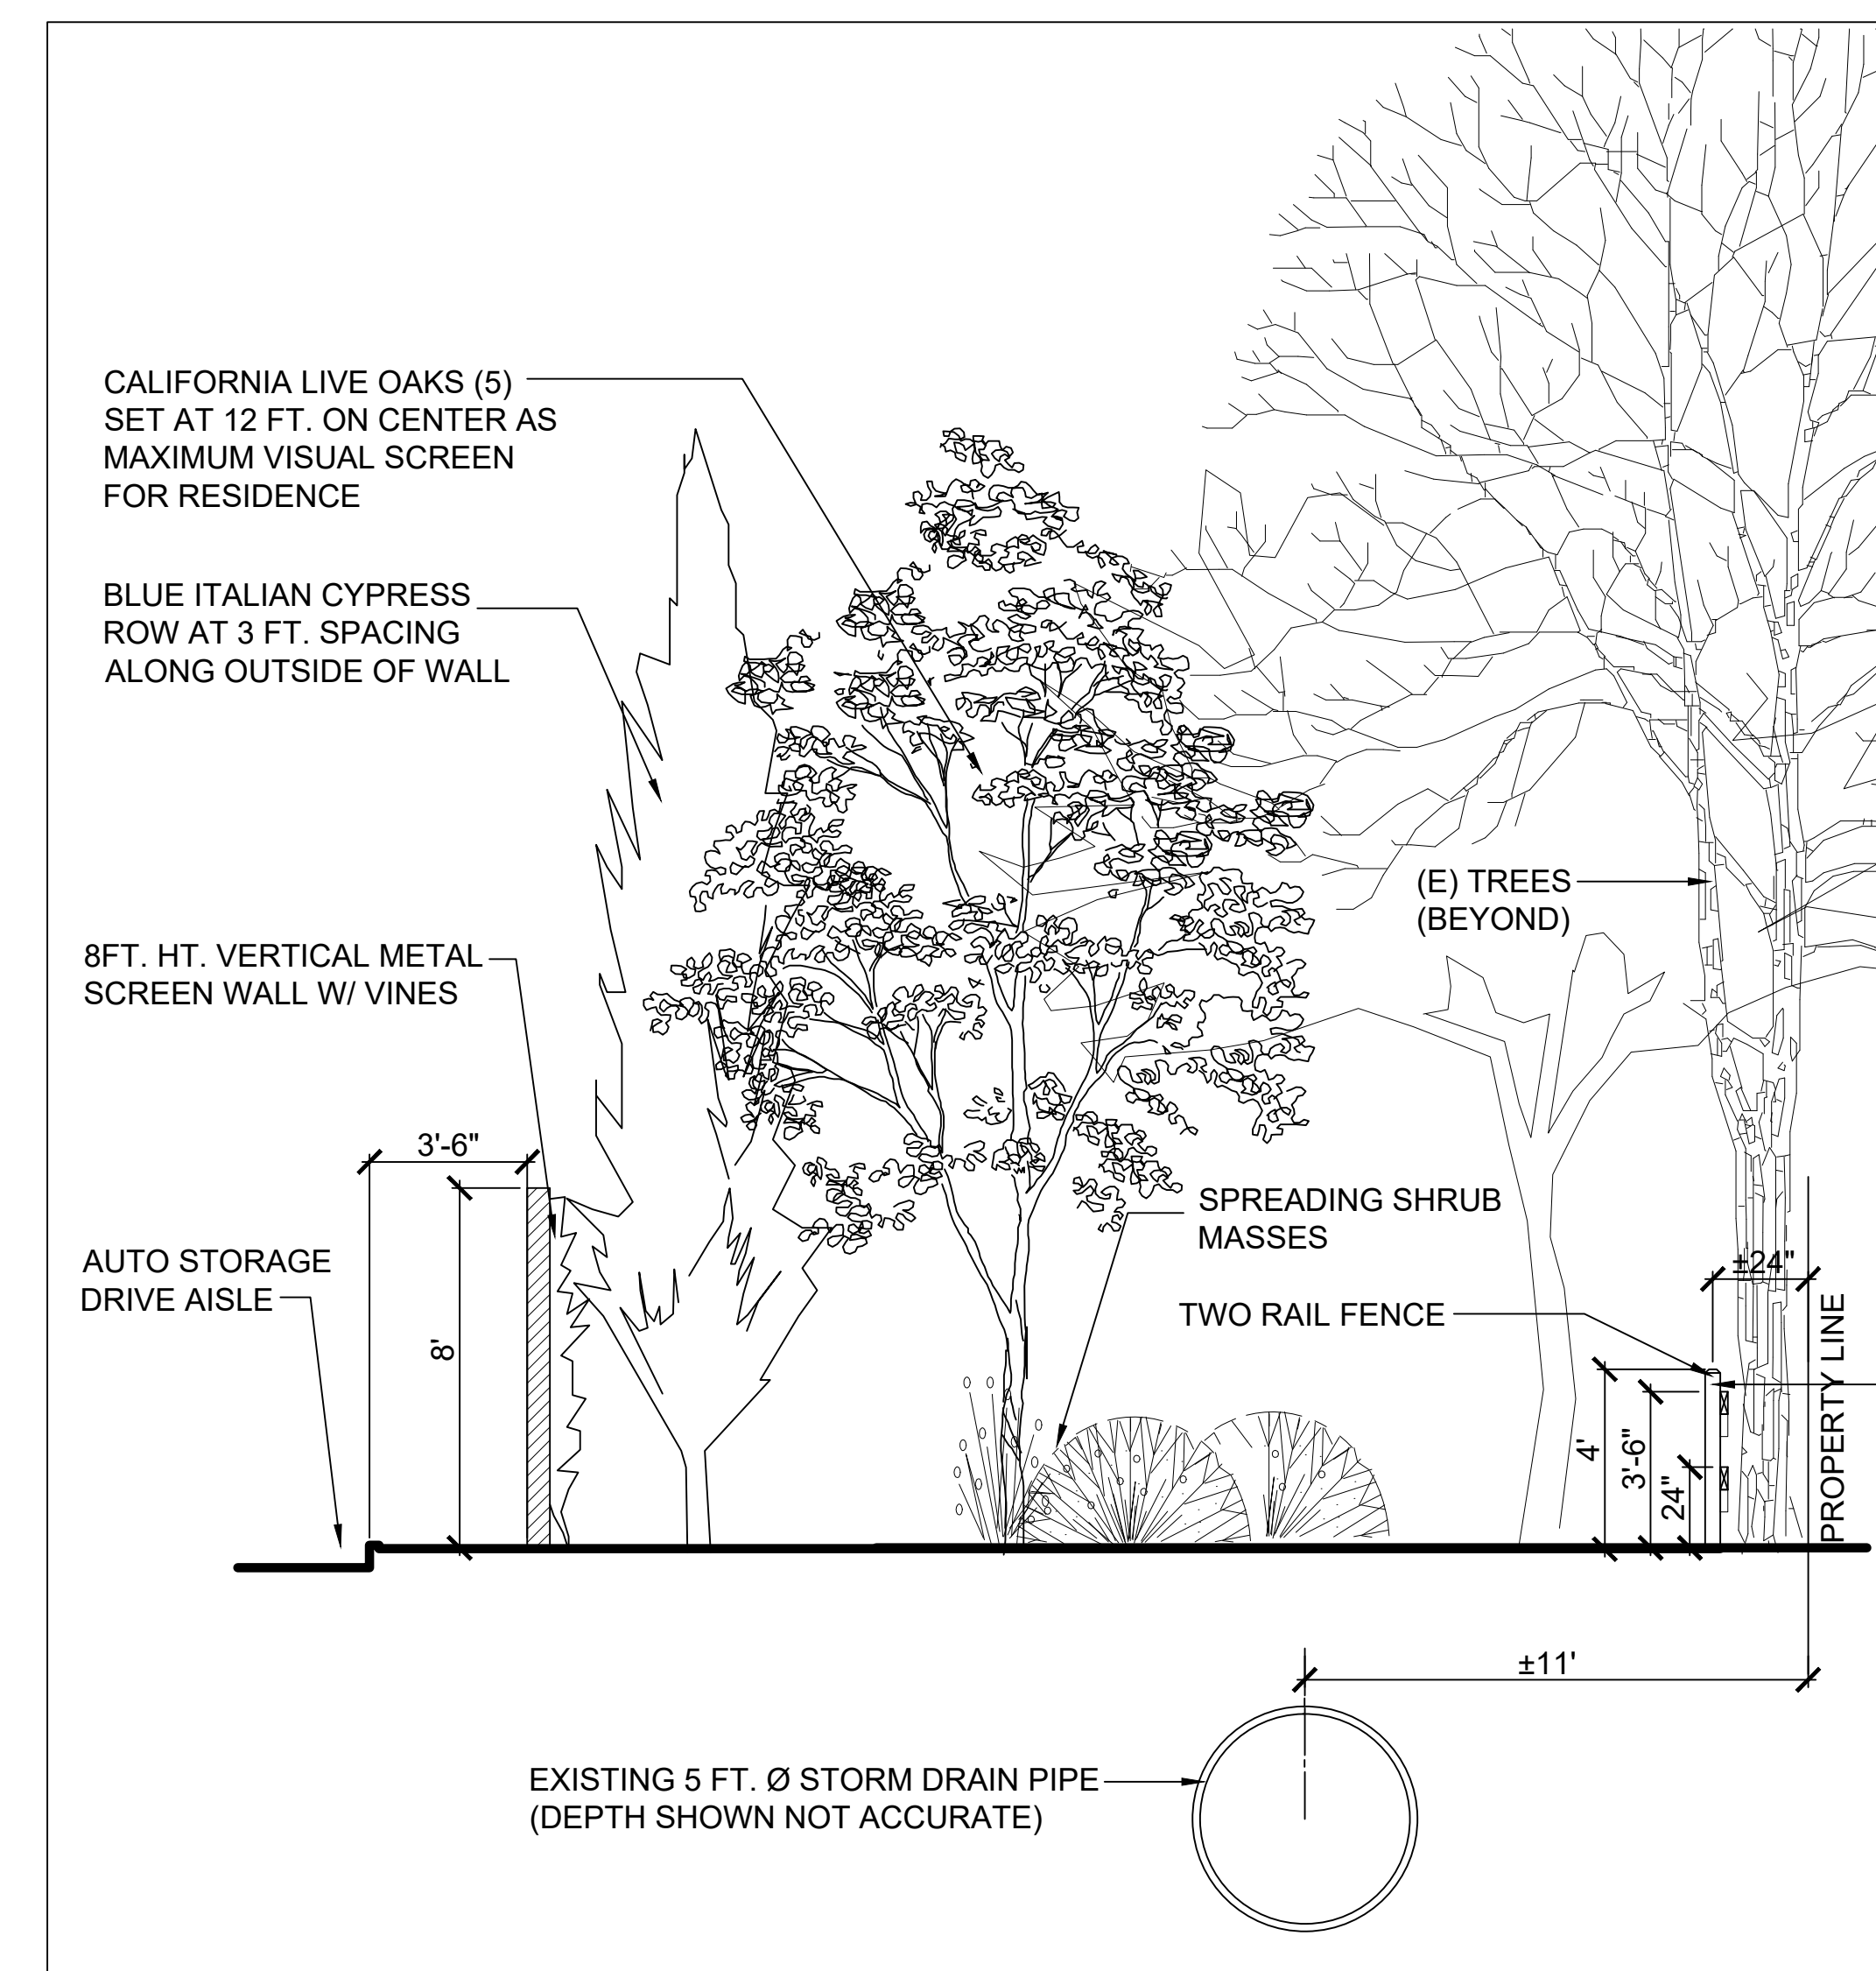 CALIFORNIA LIVE OAKS (5)
SET AT 12 FT. ON CENTER AS
MAXIMUM VISUAL SCREEN
FOR RESIDENCE
BLUE ITALIAN CYPRESS
ROW AT 3 FT. SPACING
ALONG OUTSIDE OF WALL
(E) TREES
(BEYOND)
8FT. HT. VERTICAL METAL
SCREEN WALL W/ VINES
3'-6"
SPREADING SHRUB
MASSES
AUTO STORAGE
DRIVE AISLE
8'
±24"
TWO RAIL FENCE
4'
3'-6"
24"
PROPERTY LINE
±11'
EXISTING 5 FT. Ø STORM DRAIN PIPE
(DEPTH SHOWN NOT ACCURATE)